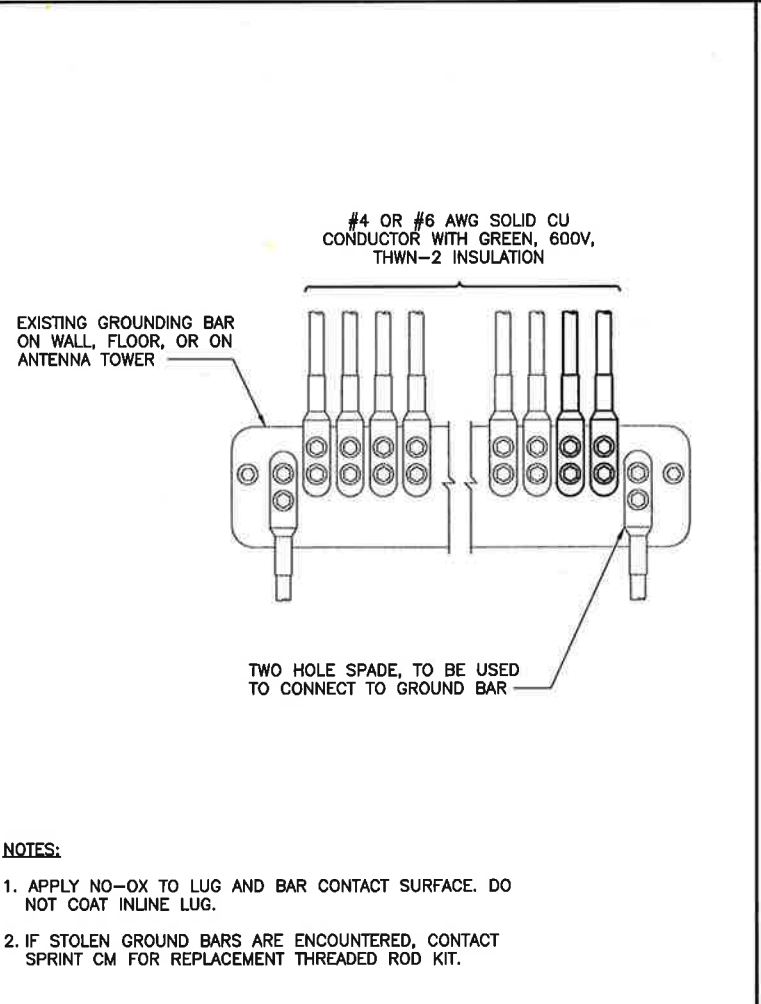 #4 OR #6 AWG SOLID CU
CONDUCTOR WITH GREEN, 600V,
THWN-2 INSULATION
EXISTING GROUNDING BAR
ON WALL, FLOOR, OR ON
ANTENNA TOWER
TWO HOLE SPADE, TO BE USED
TO CONNECT TO GROUND BAR
NOTES:
1. APPLY NO-OX TO LUG AND BAR CONTACT SURFACE. DO
NOT COAT INLINE LUG.
2. IF STOLEN GROUND BARS ARE ENCOUNTERED, CONTACT
SPRINT CM FOR REPLACEMENT THREADED ROD KIT.